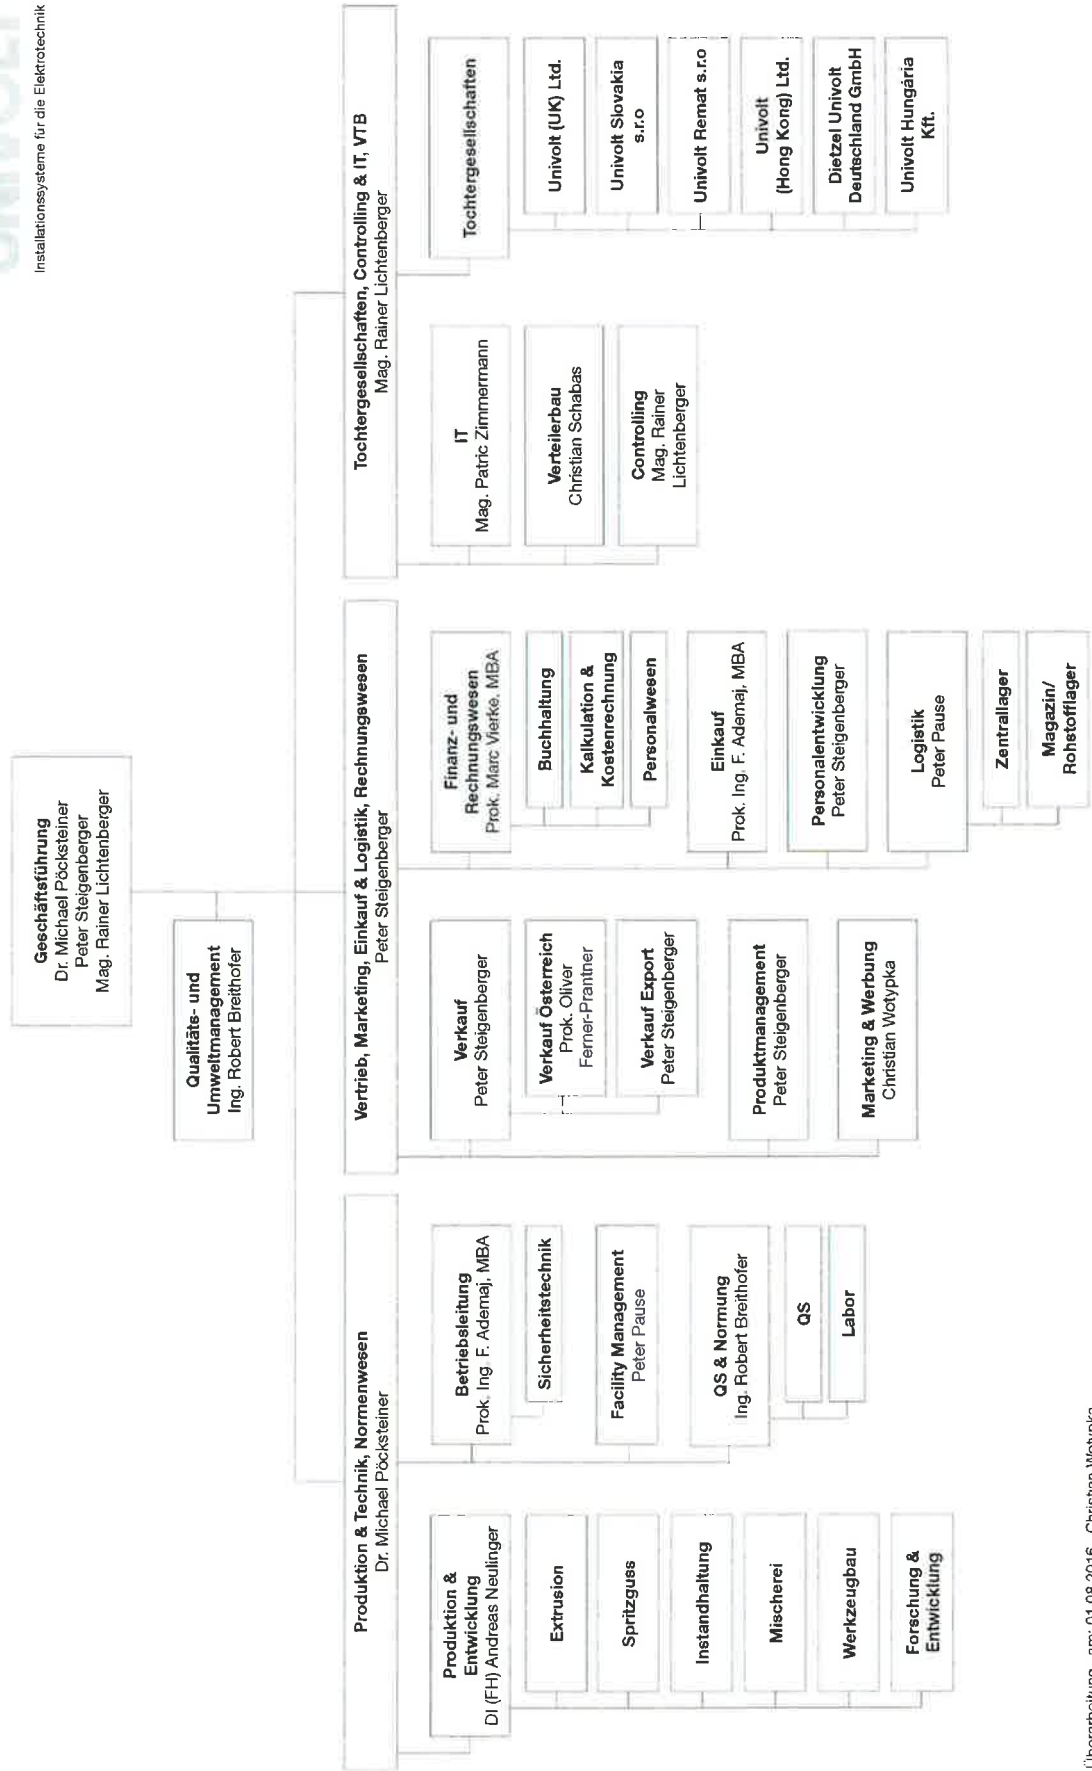 Installationssysteme für die Elektrotechnik
Geschäftsführung
Dr. Michael Pöcksteiner
Peter Steigenberger
Mag. Rainer Lichtenberger
Qualitäts- und
Umweltmanagement
Ing. Robert Breithofer
Produktion & Technik, Normenwesen
Dr. Michael Pöcksteiner
Produktion &
Entwicklung
DI (FH) Andreas Neulinger
Extrusion
Spritzguss
Instandhaltung
Mischerei
Werkzeugbau
Forschung &
Entwicklung
Betriebsleitung
Prok. Ing. F. Ademaj, MBA
Sicherheitstechnik
Facility Management
Peter Pause
QS & Normung
Ing. Robert Breithofer
QS
Labor
Vertrieb, Marketing, Einkauf & Logistik, Rechnungswesen
Peter Steigenberger
Verkauf
Peter Steigenberger
Verkauf Österreich
Prok. Oliver
Ferner-Prantner
Verkauf Export
Peter Steigenberger
Produktmanagement
Peter Steigenberger
Marketing & Werbung
Christian Wotypka
Finanz- und
Rechnungswesen
Prok. Marc Vierke, MBA
Buchhaltung
Kalkulation &
Kostenrechnung
Personalwesen
Einkauf
Prok. Ing. F. Ademaj, MBA
Personalentwicklung
Peter Steigenberger
Logistik
Peter Pause
Zentrallager
Magazin/
Rohstofflager
Tochtergesellschaften, Controlling & IT, VTB
Mag. Rainer Lichtenberger
IT
Mag. Patric Zimmermann
Verteilerbau
Christian Schabas
Controlling
Mag. Rainer
Lichtenberger
Tochtergesellschaften
Univolt (UK) Ltd.
Univolt Slovakia
s.r.o
Univolt Remat s.r.o
Univolt
(Hong Kong) Ltd.
Dietzel Univolt
Deutschland GmbH
Univolt Hungária
Kft.
Überarbeitung am: 01.08.2016, Christian Wotypka